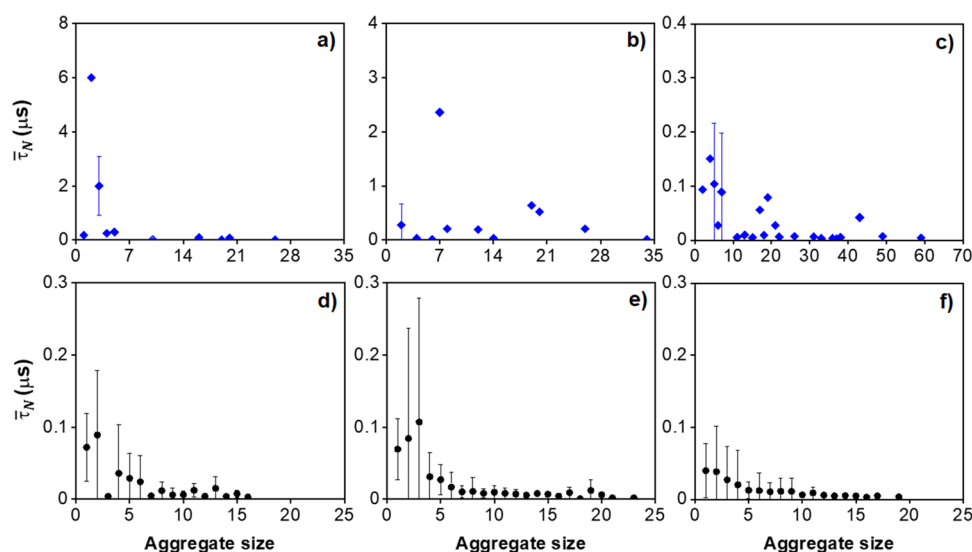 8 a) 4 b) 0.4 c)
6 3 0.3
4 2 0.2
2 1 0.1
0 0 0
0 7 14 21 28 35 0 7 14 21 28 35 0 10 20 30 40 50 60 70
τ̄N (μs)
0.3 d) 0.3 e) 0.3 f)
0.2 0.2 0.2
0.1 0.1 0.1
0 0 0
0 5 10 15 20 25 0 5 10 15 20 25 0 5 10 15 20 25
τ̄N (μs)
Aggregate size Aggregate size Aggregate size